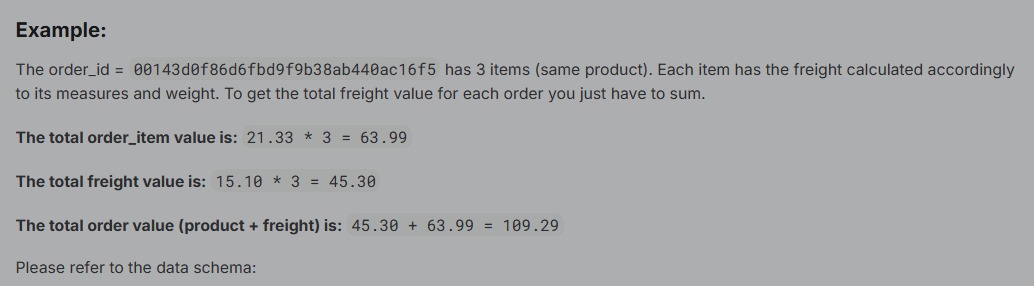 Example:
The order_id = 00143d0f86d6fbd9f9b38ab440ac16f5 has 3 items (same product). Each item has the freight calculated accordingly
to its measures and weight. To get the total freight value for each order you just have to sum.
The total order_item value is: 21.33 * 3 = 63.99
The total freight value is: 15.10 * 3 = 45.30
The total order value (product + freight) is: 45.30 + 63.99 = 109.29
Please refer to the data schema: